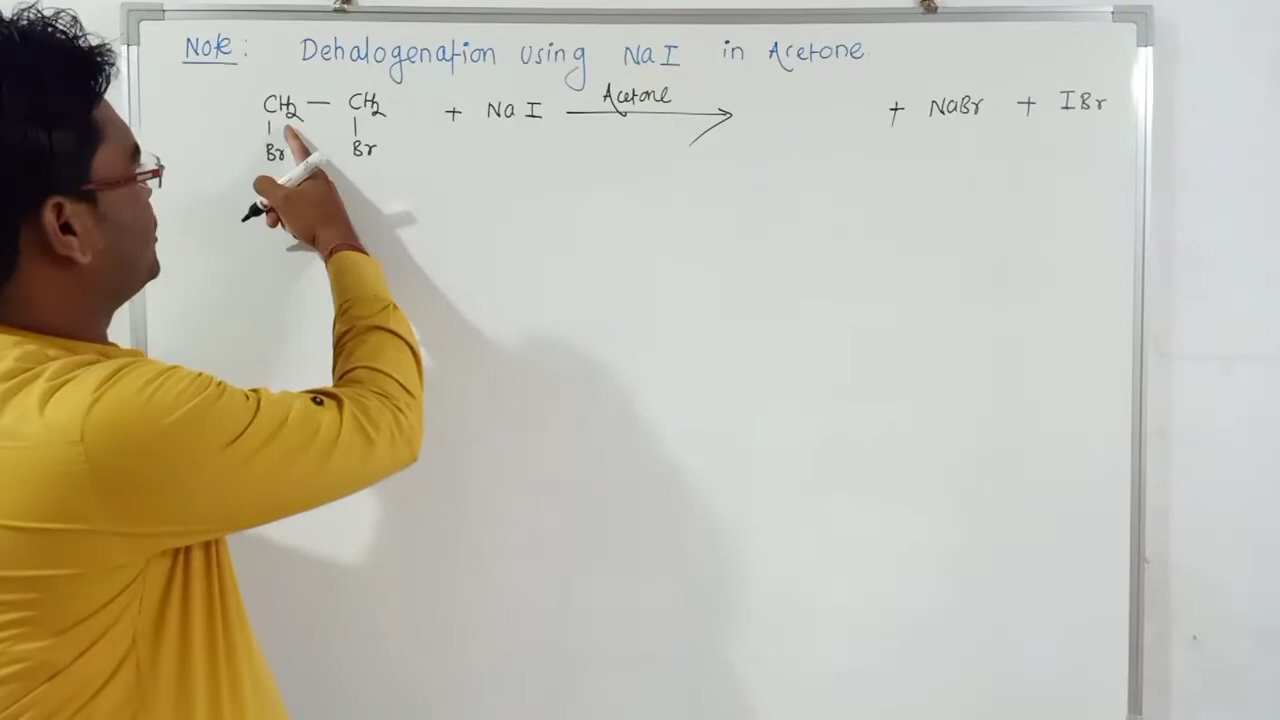 Note: Dehalogenation using NaI in Acetone
CH2 — CH2 + NaI Acetone + NaBr + IBr
Br Br